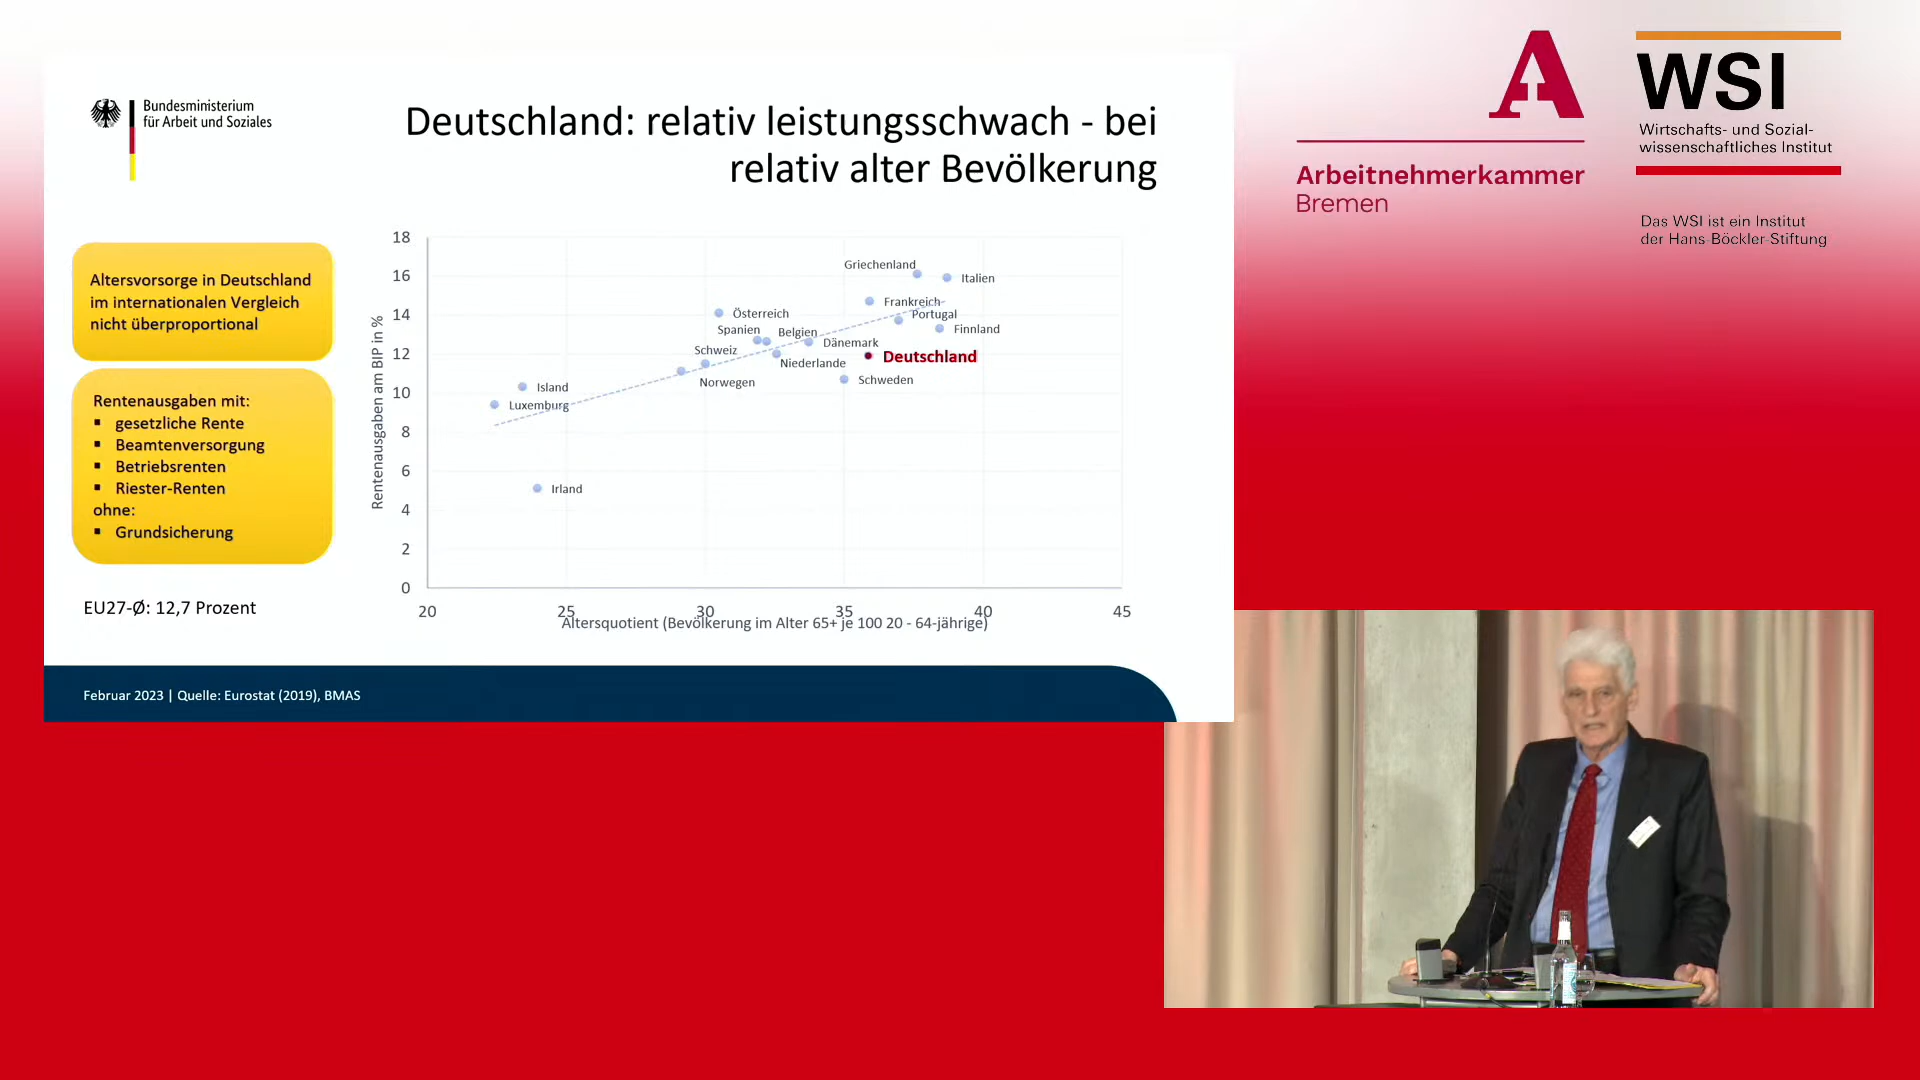 Bundesministerium
für Arbeit und Soziales
Deutschland: relativ leistungsschwach - bei
relativ alter Bevölkerung
Altersvorsorge in Deutschland
im internationalen Vergleich
nicht überproportional
Rentenausgaben mit:
▪ gesetzliche Rente
▪ Beamtenversorgung
▪ Betriebsrenten
▪ Riester-Renten
ohne:
▪ Grundsicherung
EU27-Ø: 12,7 Prozent
Rentenausgaben am BIP in %
18
16
14
12
10
8
6
4
2
0
Griechenland
Italien
Frankreich
Österreich
Portugal
Spanien
Belgien
Finnland
Dänemark
Schweiz
Deutschland
Niederlande
Norwegen
Schweden
Island
Luxemburg
Irland
20 25 30 35 40 45
Altersquotient (Bevölkerung im Alter 65+ je 100 20 - 64-jährige)
Februar 2023 | Quelle: Eurostat (2019), BMAS
A
Arbeitnehmerkammer
Bremen
WSI
Wirtschafts- und Sozial-
wissenschaftliches Institut
Das WSI ist ein Institut
der Hans-Böckler-Stiftung